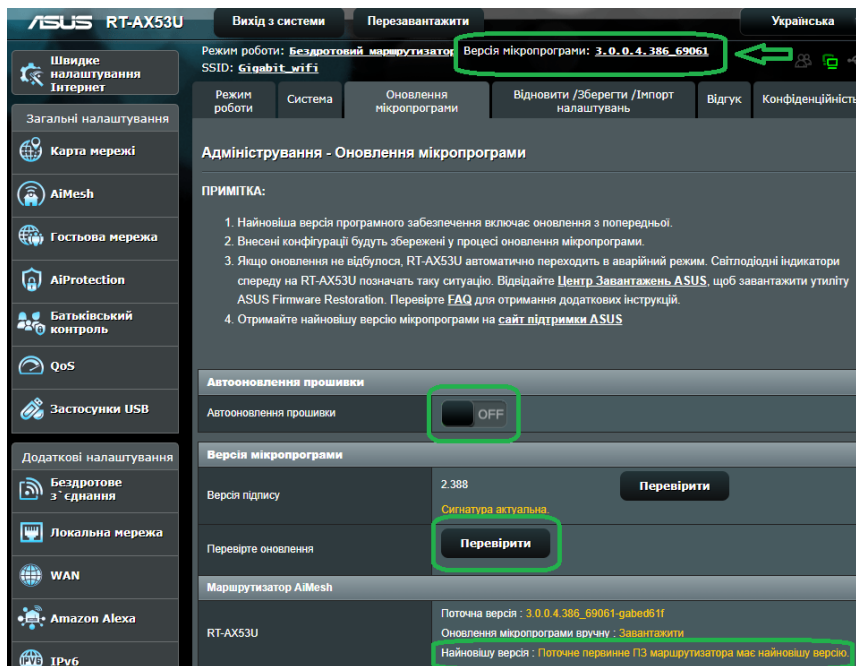 ASUS RT-AX53U Вихід з системи Перезавантажити Українська
Режим роботи: Бездротовий маршрутизатор Версія мікропрограми: 3.0.0.4.386_69061
SSID: Gigabit_wifi
Швидке
налаштування
Інтернет
Загальні налаштування
Карта мережі
AiMesh
Гостьова мережа
AiProtection
Батьківський
контроль
QoS
Застосунки USB
Додаткові налаштування
Бездротове
з`єднання
Локальна мережа
WAN
Amazon Alexa
IPV6 IPv6
Режим
роботи
Система
Оновлення
мікропрограми
Відновити /Зберегти /Імпорт
налаштувань
Відгук
Конфіденційність
Адміністрування - Оновлення мікропрограми
ПРИМІТКА:
1. Найновіша версія програмного забезпечення включає оновлення з попередньої.
2. Внесені конфігурації будуть збережені у процесі оновлення мікропрограми.
3. Якщо оновлення не відбулося, RT-AX53U автоматично переходить в аварійний режим. Світлодіодні індикатори
спереду на RT-AX53U позначать таку ситуацію. Відвідайте Центр Завантажень ASUS, щоб завантажити утиліту
ASUS Firmware Restoration. Перевірте FAQ для отримання додаткових інструкцій.
4. Отримайте найновішу версію мікропрограми на сайт підтримки ASUS
Автооновлення прошивки
Автооновлення прошивки OFF
Версія мікропрограми
Версія підпису 2.388 Перевірити
Сигнатура актуальна.
Перевірте оновлення Перевірити
Маршрутизатор AiMesh
RT-AX53U
Поточна версія : 3.0.0.4.386_69061-gabed61f
Оновлення мікропрограми вручну : Завантажити
Найновішу версія : Поточне первинне ПЗ маршрутизатора має найновішу версію.